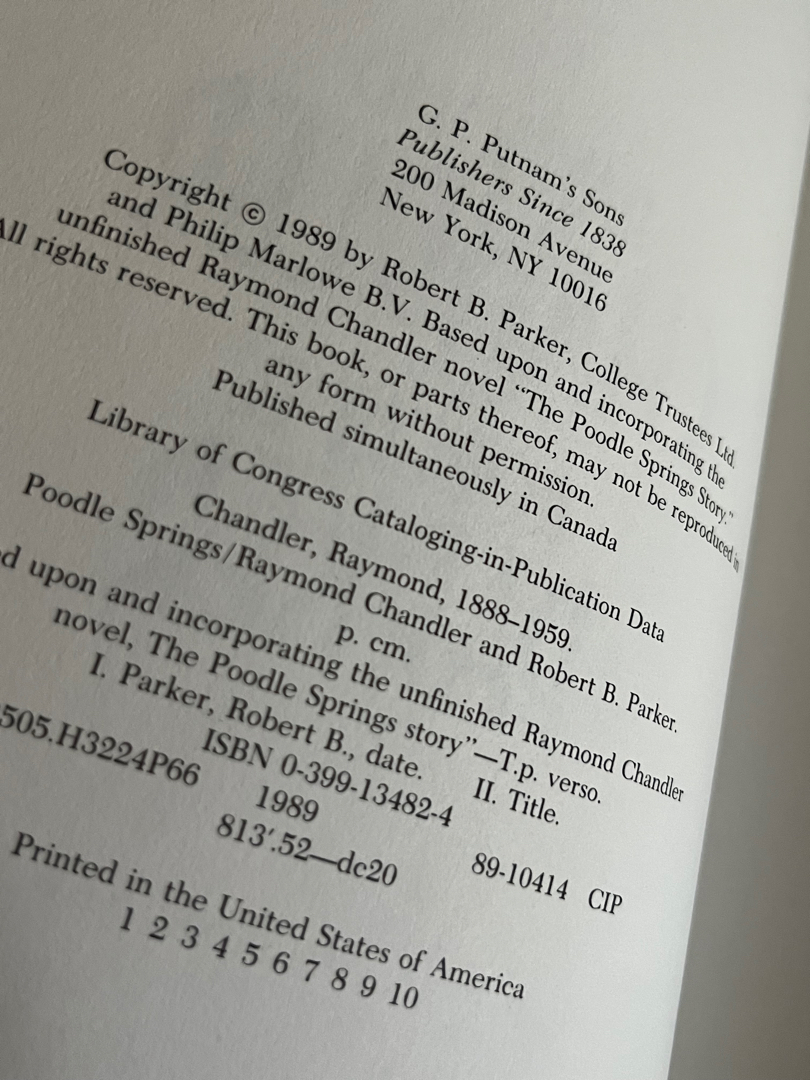 G. P. Putnam's Sons
Publishers Since 1838
200 Madison Avenue
New York, NY 10016
Copyright © 1989 by Robert B. Parker, College Trustees Ltd.
and Philip Marlowe B.V. Based upon and incorporating the
unfinished Raymond Chandler novel “The Poodle Springs Story.”
All rights reserved. This book, or parts thereof, may not be reproduced in
any form without permission.
Published simultaneously in Canada
Library of Congress Cataloging-in-Publication Data
Chandler, Raymond, 1888–1959.
Poodle Springs/Raymond Chandler and Robert B. Parker.
p. cm.
upon and incorporating the unfinished Raymond Chandler
novel, The Poodle Springs story”—T.p. verso.
I. Parker, Robert B., date. II. Title.
ISBN 0-399-13482-4
505.H3224P66 1989
813'.52—dc20 89-10414 CIP
Printed in the United States of America
1 2 3 4 5 6 7 8 9 10